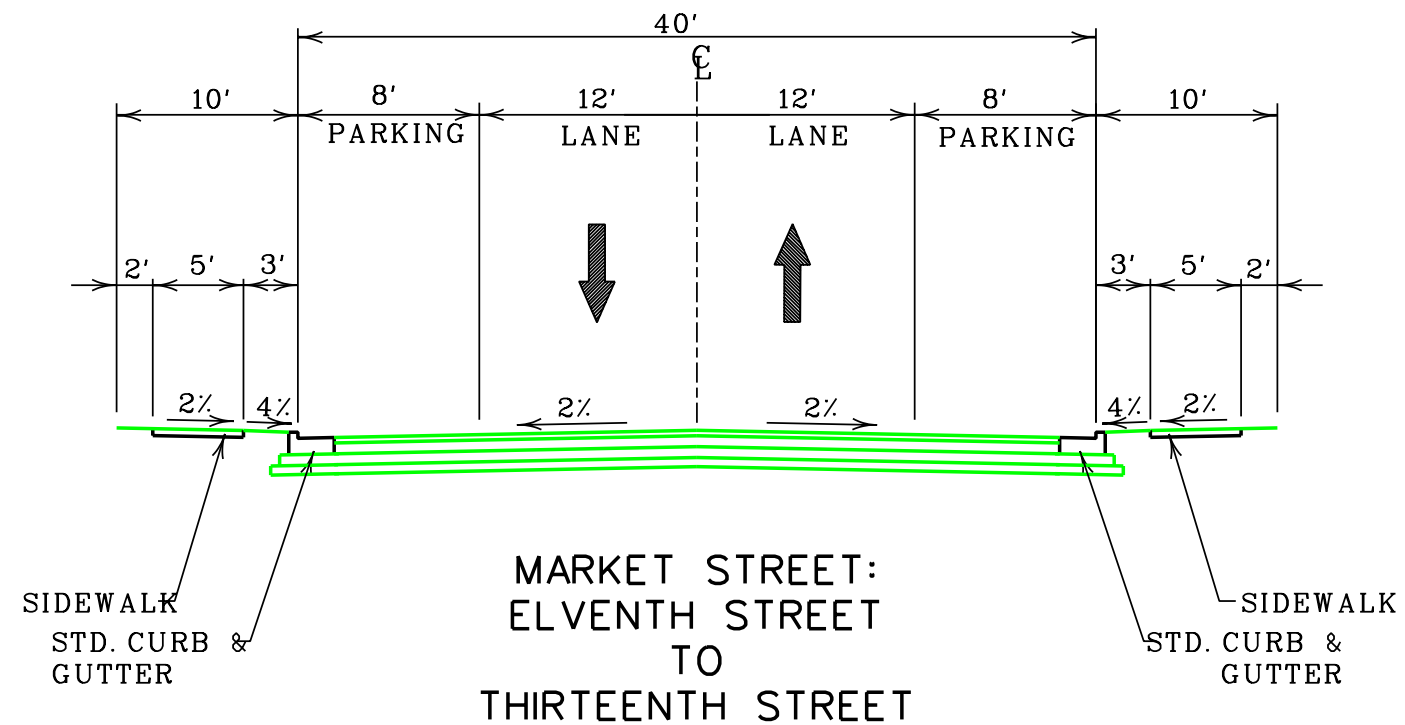 40'
℄
10' 8' 12' 12' 8' 10'
PARKING LANE LANE PARKING
2' 5' 3' 3' 5' 2'
2% 4% 2% 2% 4% 2%
MARKET STREET:
ELVENTH STREET
TO
THIRTEENTH STREET
SIDEWALK
STD. CURB &
GUTTER
SIDEWALK
STD. CURB &
GUTTER